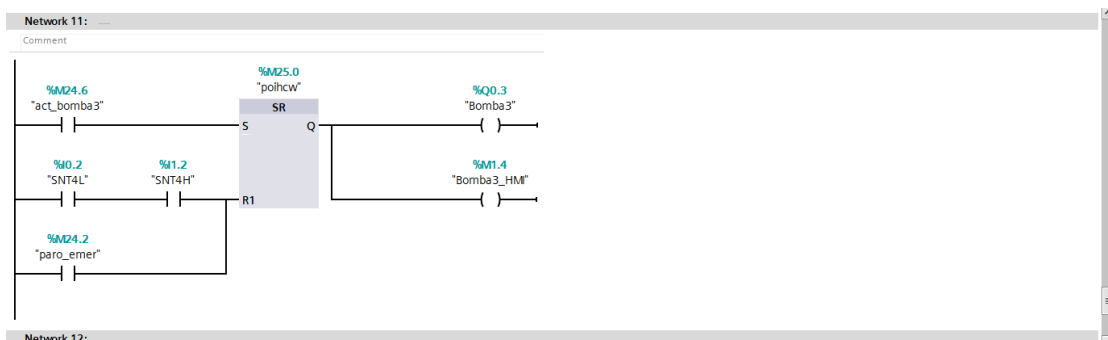 Network 11:
Comment
%M24.6
"act_bomba3"
%M25.0
"poihcw"
SR
S
Q
%Q0.3
"Bomba3"
%I0.2
"SNT4L"
%I1.2
"SNT4H"
R1
%M1.4
"Bomba3_HMI"
%M24.2
"paro_emer"
Network 12: